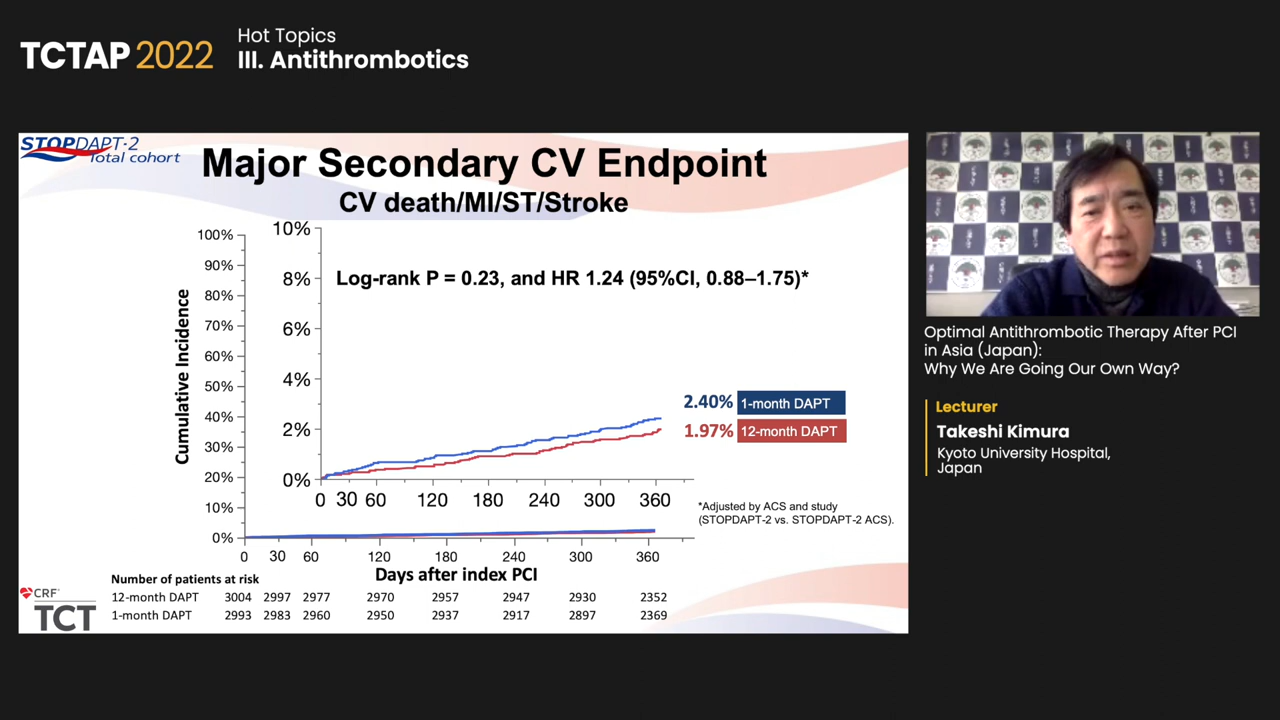 TCTAP 2022
Hot Topics
III. Antithrombotics
STOPDAPT-2
Total cohort
Major Secondary CV Endpoint
CV death/MI/ST/Stroke
Cumulative Incidence
100%
90%
80%
70%
60%
50%
40%
30%
20%
10%
0%
10%
8%
6%
4%
2%
0%
Log-rank P = 0.23, and HR 1.24 (95%CI, 0.88–1.75)*
2.40% 1-month DAPT
1.97% 12-month DAPT
0 30 60 120 180 240 300 360
*Adjusted by ACS and study
(STOPDAPT-2 vs. STOPDAPT-2 ACS).
0 30 60 120 180 240 300 360
Days after index PCI
Number of patients at risk
12-month DAPT 3004 2997 2977 2970 2957 2947 2930 2352
1-month DAPT 2993 2983 2960 2950 2937 2917 2897 2369
CRF
TCT
Optimal Antithrombotic Therapy After PCI
in Asia (Japan):
Why We Are Going Our Own Way?
Lecturer
Takeshi Kimura
Kyoto University Hospital,
Japan